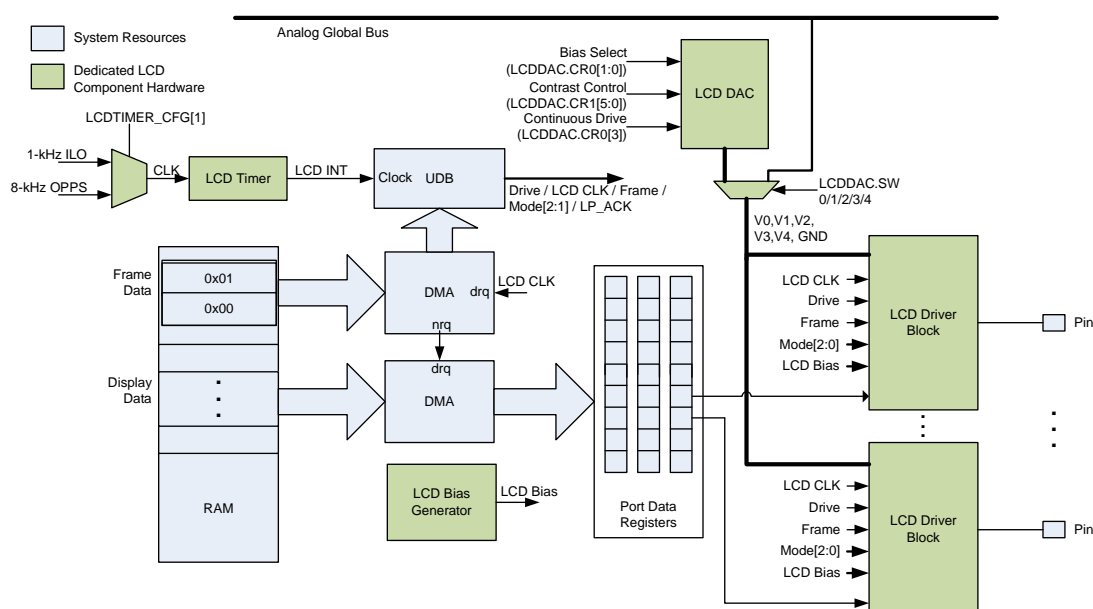 Analog Global Bus
System Resources
Dedicated LCD
Component Hardware
LCDTIMER_CFG[1]
1-kHz ILO
8-kHz OPPS
CLK
LCD Timer
LCD INT
Clock
UDB
Drive / LCD CLK / Frame /
Mode[2:1] / LP_ACK
Bias Select
(LCDDAC.CR0[1:0])
Contrast Control
(LCDDAC.CR1[5:0])
Continuous Drive
(LCDDAC.CR0[3])
LCD DAC
LCDDAC.SW
0/1/2/3/4
V0,V1,V2,
V3,V4, GND
Frame
Data
0x01
0x00
DMA
drq
LCD CLK
nrq
Display
Data
drq
DMA
RAM
LCD Bias
Generator
LCD Bias
Port Data
Registers
LCD CLK
Drive
Frame
Mode[2:0]
LCD Bias
LCD Driver
Block
Pin
LCD CLK
Drive
Frame
Mode[2:0]
LCD Bias
LCD Driver
Block
Pin